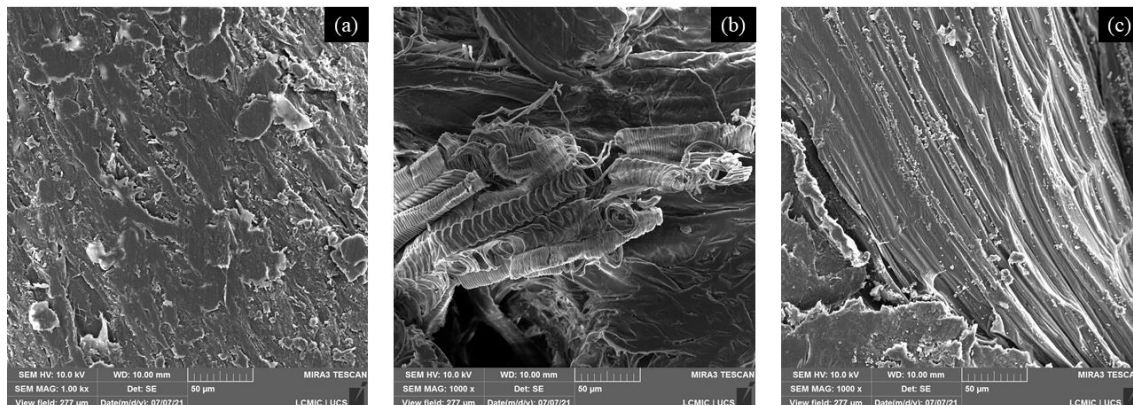 (a)
SEM HV: 10.0 kV WD: 10.00 mm MIRA3 TESCAN
SEM MAG: 1.00 kx Det: SE 50 µm
View field: 277 µm Date(m/d/y): 07/07/21 LCMIC | UCS
(b)
SEM HV: 10.0 kV WD: 10.00 mm MIRA3 TESCAN
SEM MAG: 1000 x Det: SE 50 µm
View field: 277 µm Date(m/d/y): 07/07/21 LCMIC | UCS
(c)
SEM HV: 10.0 kV WD: 10.00 mm MIRA3 TESCAN
SEM MAG: 1000 x Det: SE 50 µm
View field: 277 µm Date(m/d/y): 07/07/21 LCMIC | UCS